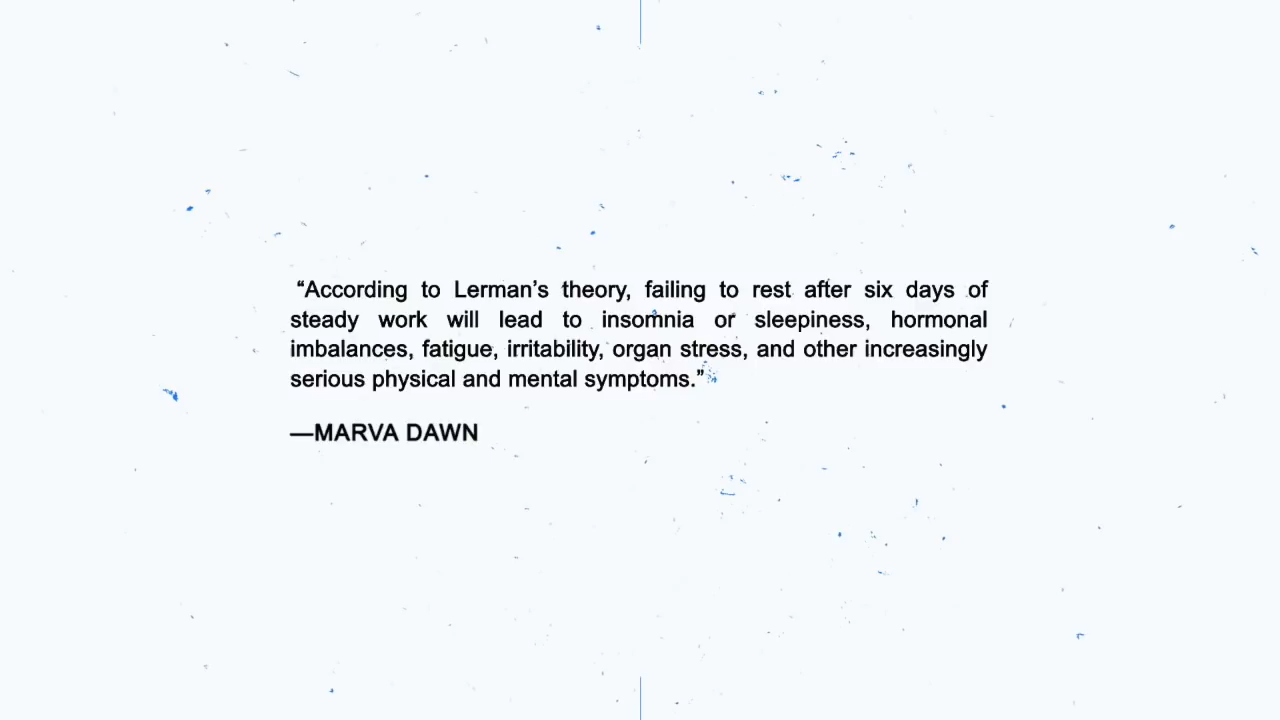 “According to Lerman’s theory, failing to rest after six days of
steady work will lead to insomnia or sleepiness, hormonal
imbalances, fatigue, irritability, organ stress, and other increasingly
serious physical and mental symptoms.”
—MARVA DAWN